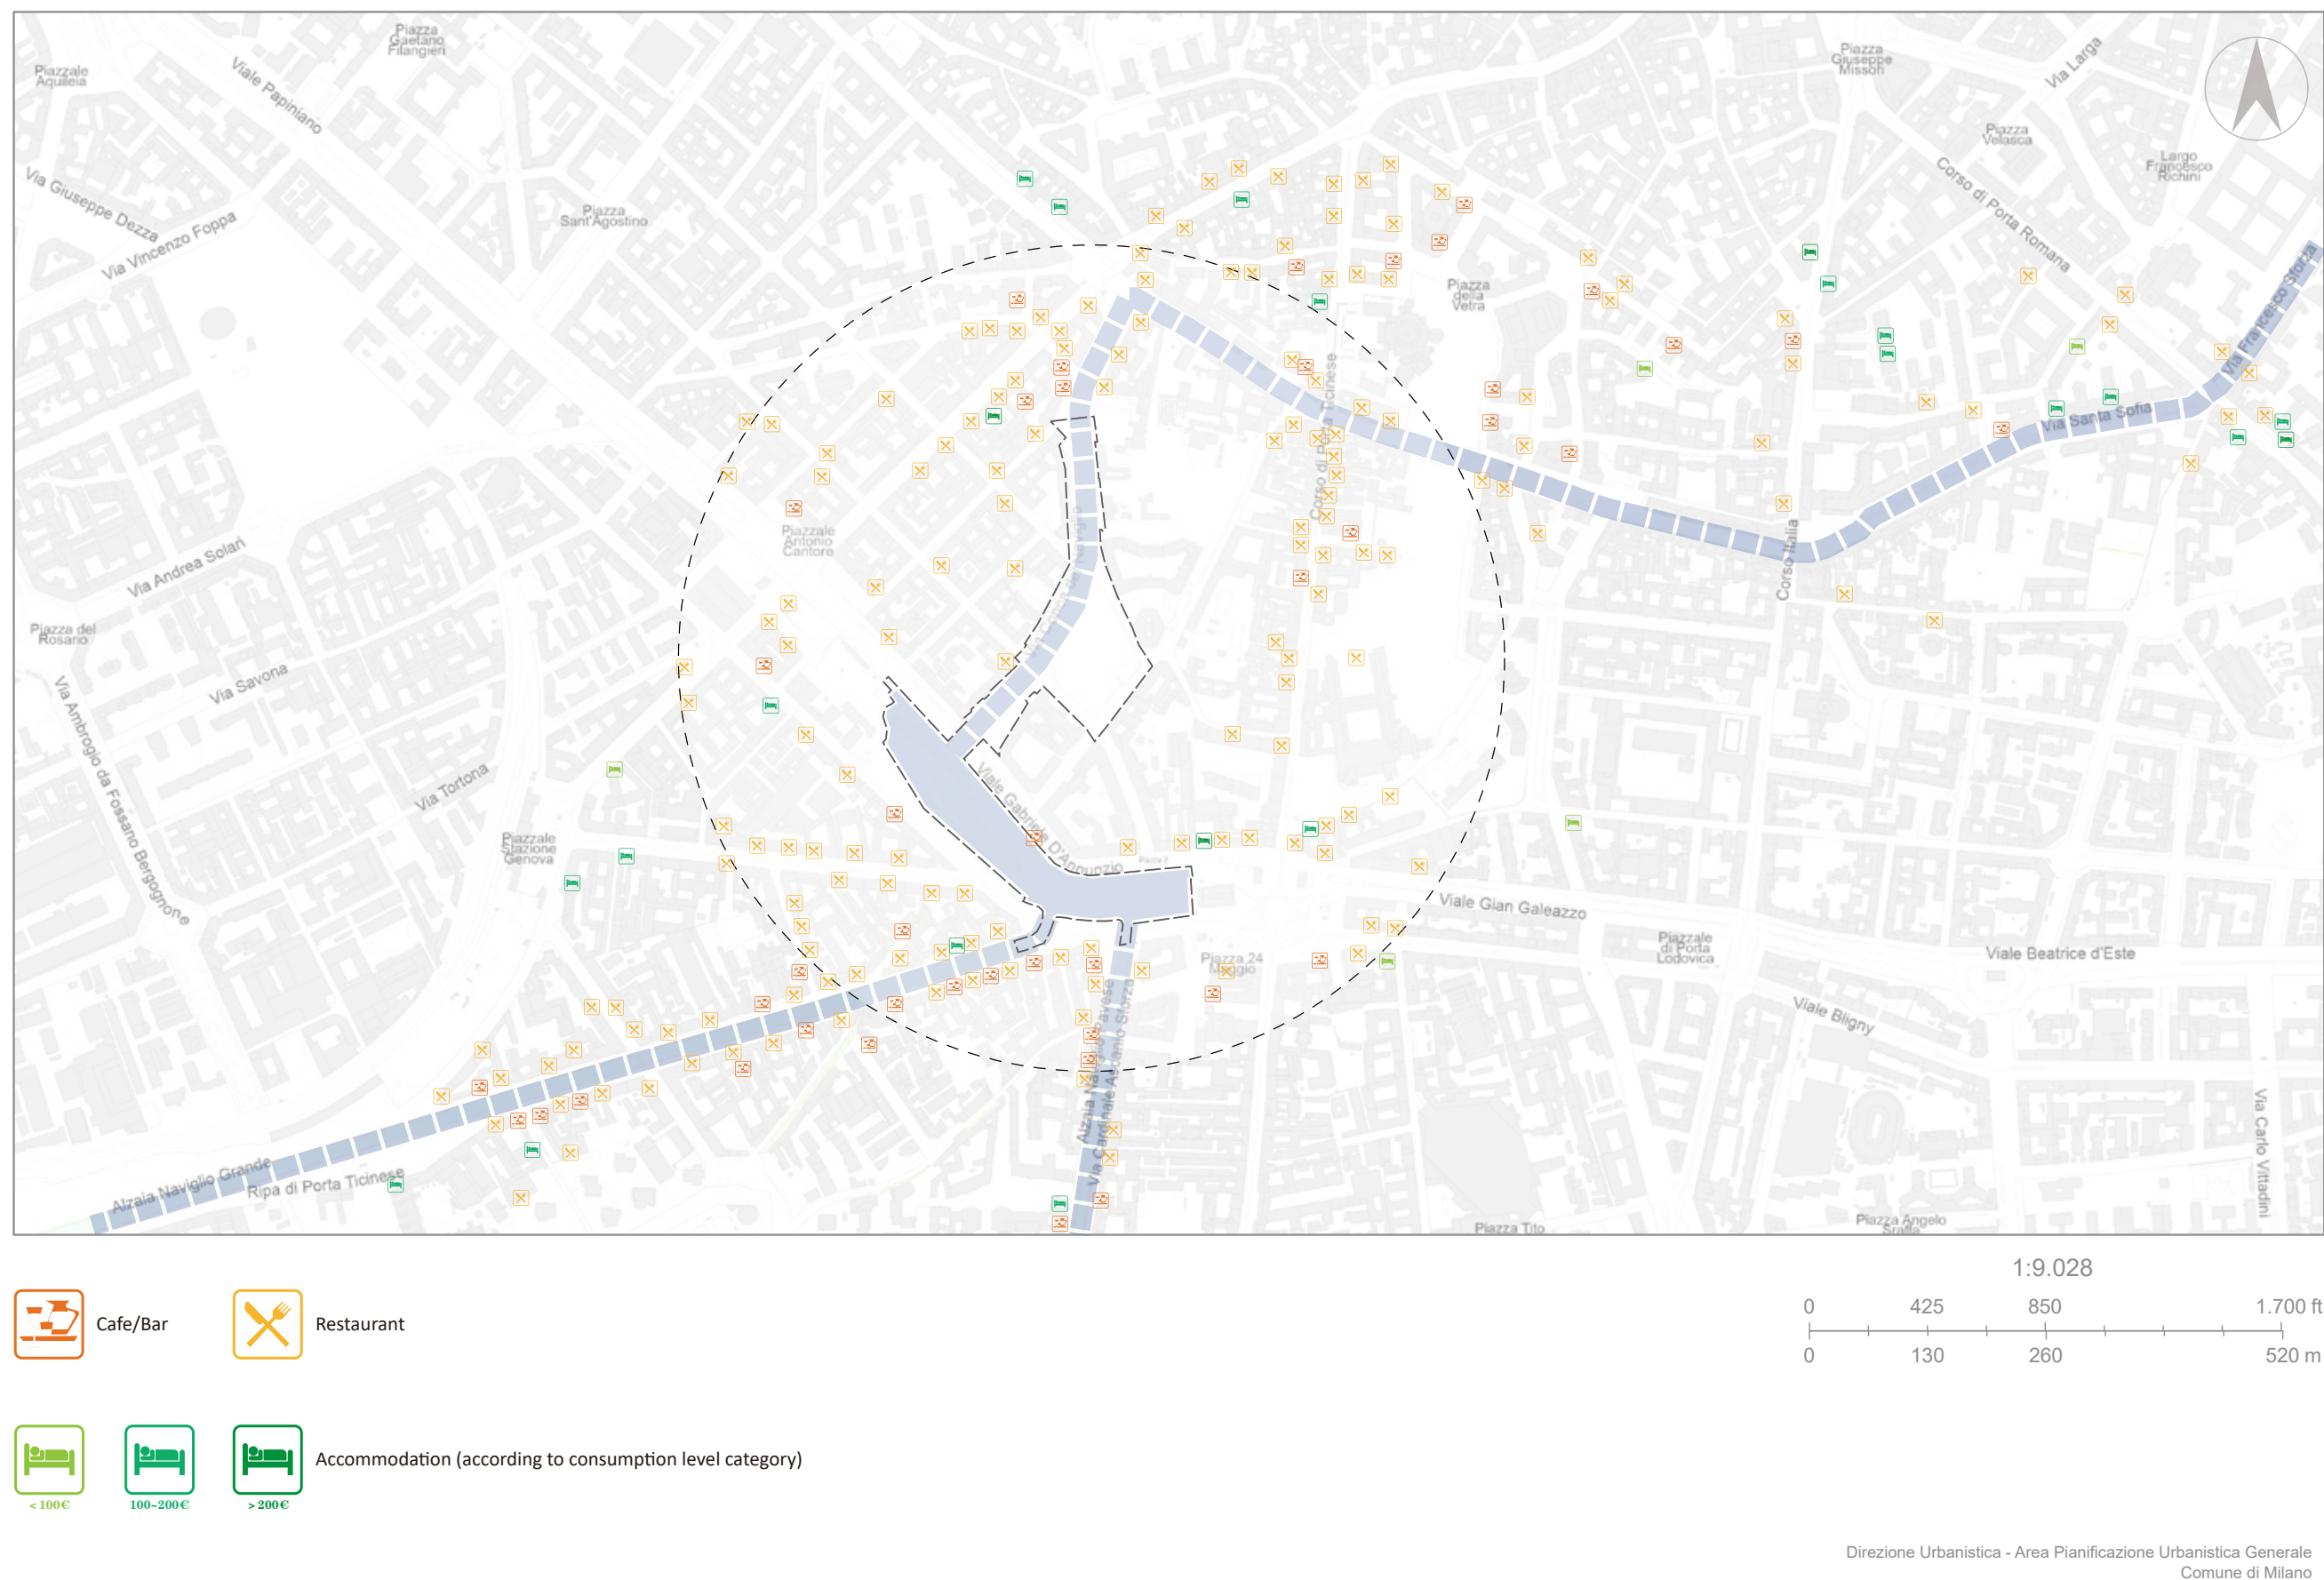 Piazza
Gaetano
Filangieri
Piazzale
Aquileia
Viale Papiniano
Via Giuseppe Dezza
Via Vincenzo Foppa
Piazza
Sant'Agostino
Piazza
Giuseppe
Missori
Via Larga
Piazza
Velasca
Largo
Francesco
Richini
Corso di Porta Romana
Via Francesco Sforza
Piazza
della
Vetra
Corso di Porta Ticinese
Via Santa Sofia
Piazzale
Antonio
Cantore
Via Andrea Solari
Corso Italia
Piazza del
Rosario
Via Savona
Via Ambrogio da Fossano Bergognone
Via Tortona
Piazzale
Stazione
Genova
Viale Gabriele D'Annunzio
Viale Gian Galeazzo
Piazzale
di Porta
Lodovica
Viale Beatrice d'Este
Piazza 24
Maggio
Viale Bligny
Alzaia Naviglio Pavese
Via Cardinale Ascanio Sforza
Via Carlo Vittadini
Alzaia Naviglio Grande
Ripa di Porta Ticinese
Piazza Tito
Piazza Angelo
Sraffa
1:9.028
0 425 850 1.700 ft
0 130 260 520 m
Cafe/Bar
Restaurant
Accommodation (according to consumption level category)
< 100€
100~200€
> 200€
Direzione Urbanistica - Area Pianificazione Urbanistica Generale
Comune di Milano